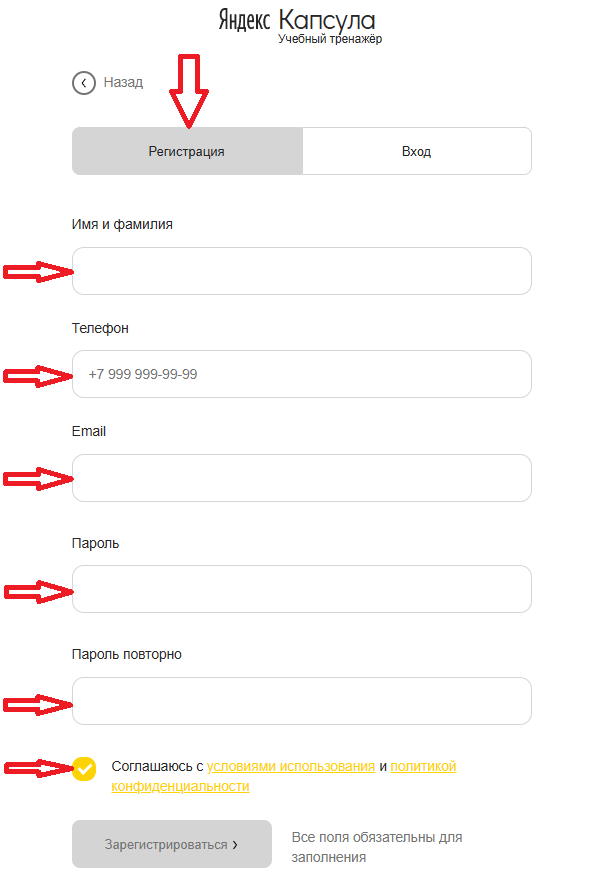 Яндекс Капсула
Учебный тренажёр
Назад
Регистрация
Вход
Имя и фамилия
Телефон
+7 999 999-99-99
Email
Пароль
Пароль повторно
Соглашаюсь с условиями использования и политикой
конфиденциальности
Зарегистрироваться
Все поля обязательны для
заполнения